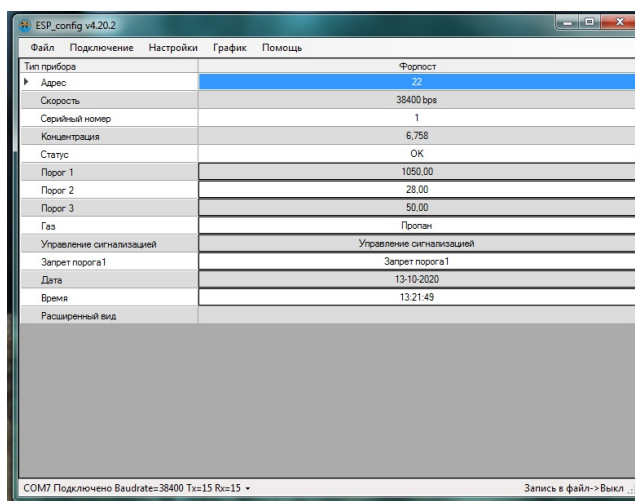 ESP_config v4.20.2
Файл Подключение Настройки График Помощь
Тип прибора Форпост
Адрес 22
Скорость 38400 bps
Серийный номер 1
Концентрация 6,758
Статус OK
Порог 1 1050,00
Порог 2 28,00
Порог 3 50,00
Газ Пропан
Управление сигнализацией Управление сигнализацией
Запрет порога1 Запрет порога1
Дата 13-10-2020
Время 13:21:49
Расширенный вид
COM7 Подключено Baudrate=38400 Tx=15 Rx=15 Запись в файл->Выкл